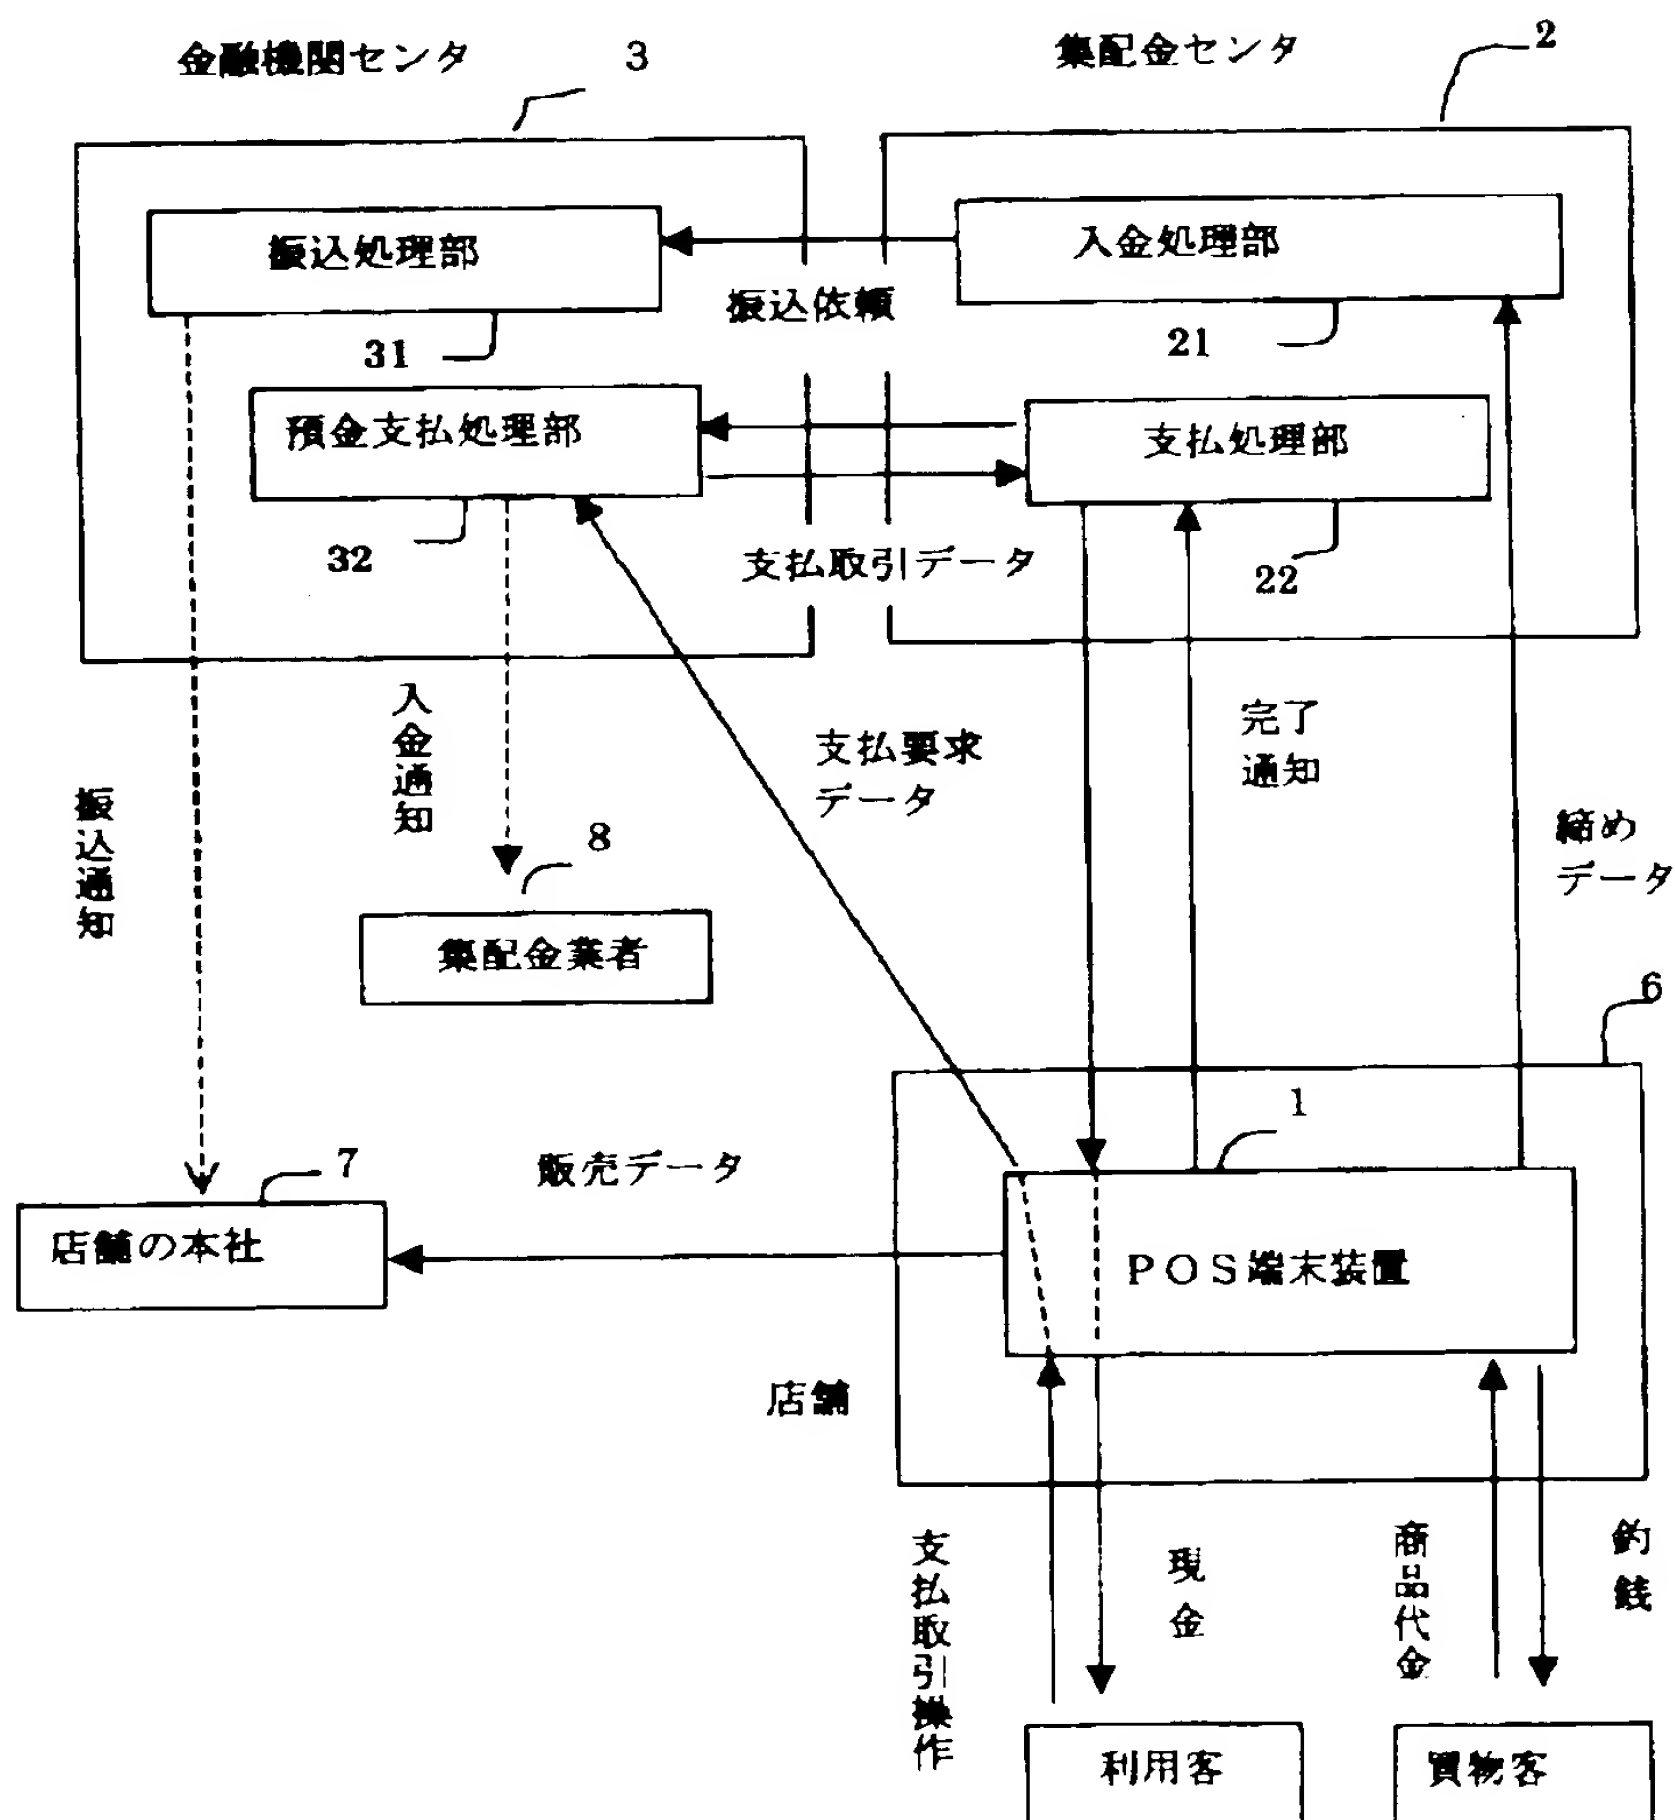 金融機関センタ
3
集配金センタ
2
振込処理部
入金処理部
振込依頼
31
21
預金支払処理部
支払処理部
32
支払取引データ
22
入金通知
支払要求
データ
完了
通知
振込通知
締め
データ
8
集配金業者
6
1
7
販売データ
店舗の本社
POS端末装置
店舗
支払取引操作
現金
商品代金
釣銭
利用客
買物客